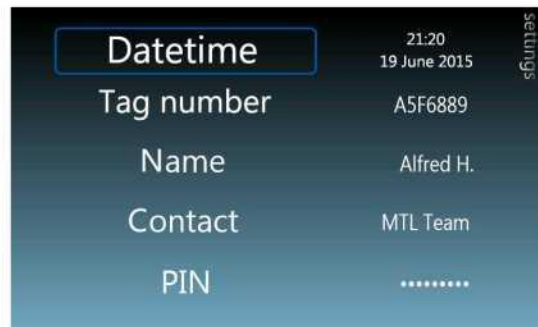 settings
Datetime
21:20
19 June 2015
Tag number
A5F6889
Name
Alfred H.
Contact
MTL Team
PIN
•••••••••